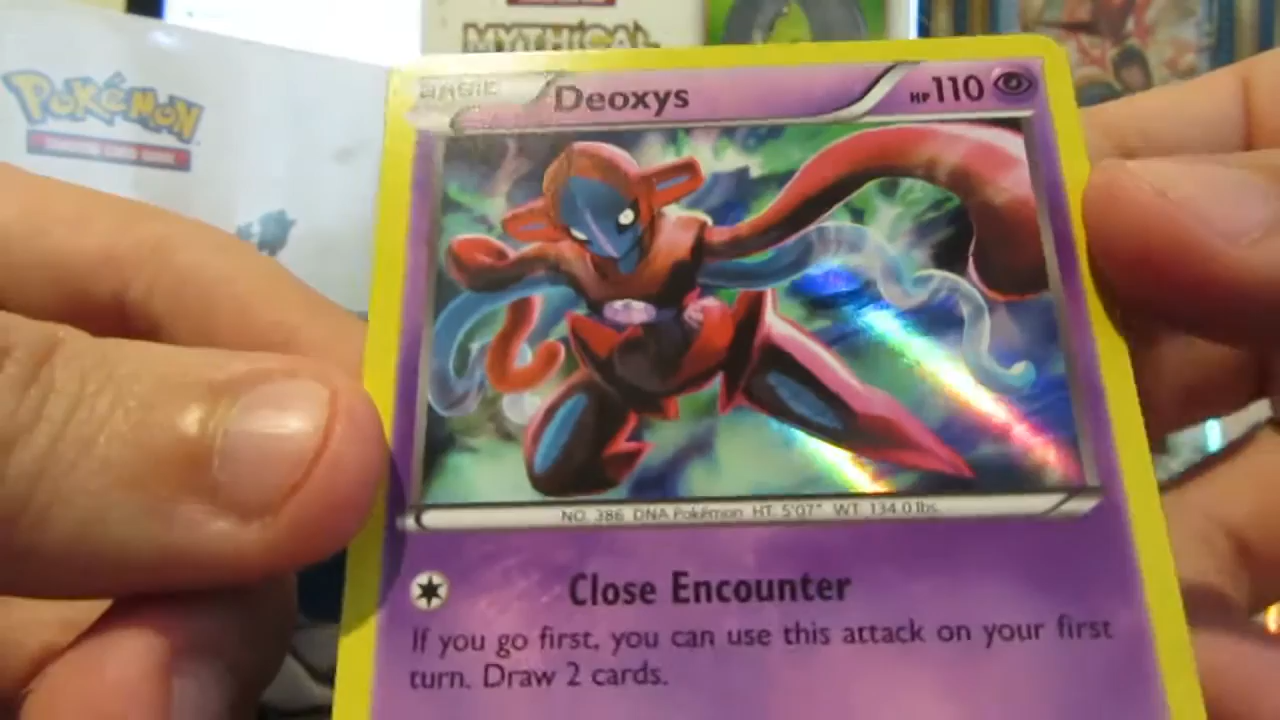 MYTHICAL
POKéMON
BASIC
Deoxys
HP110
NO. 386 DNA Pokémon HT 5'07" WT 134.0 lbs.
Close Encounter
If you go first, you can use this attack on your first
turn. Draw 2 cards.